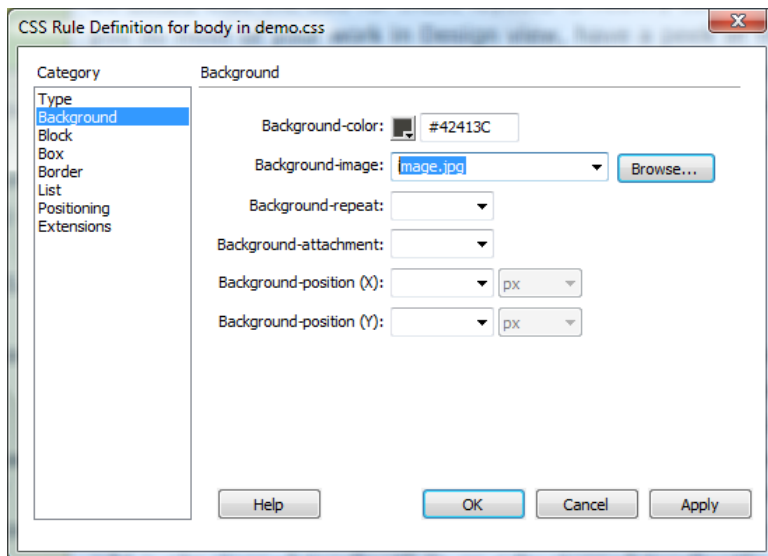 CSS Rule Definition for body in demo.css
Category
Background
Type
Background
Block
Box
Border
List
Positioning
Extensions
Background-color: #42413C
Background-image: image.jpg Browse...
Background-repeat:
Background-attachment:
Background-position (X): px
Background-position (Y): px
Help OK Cancel Apply